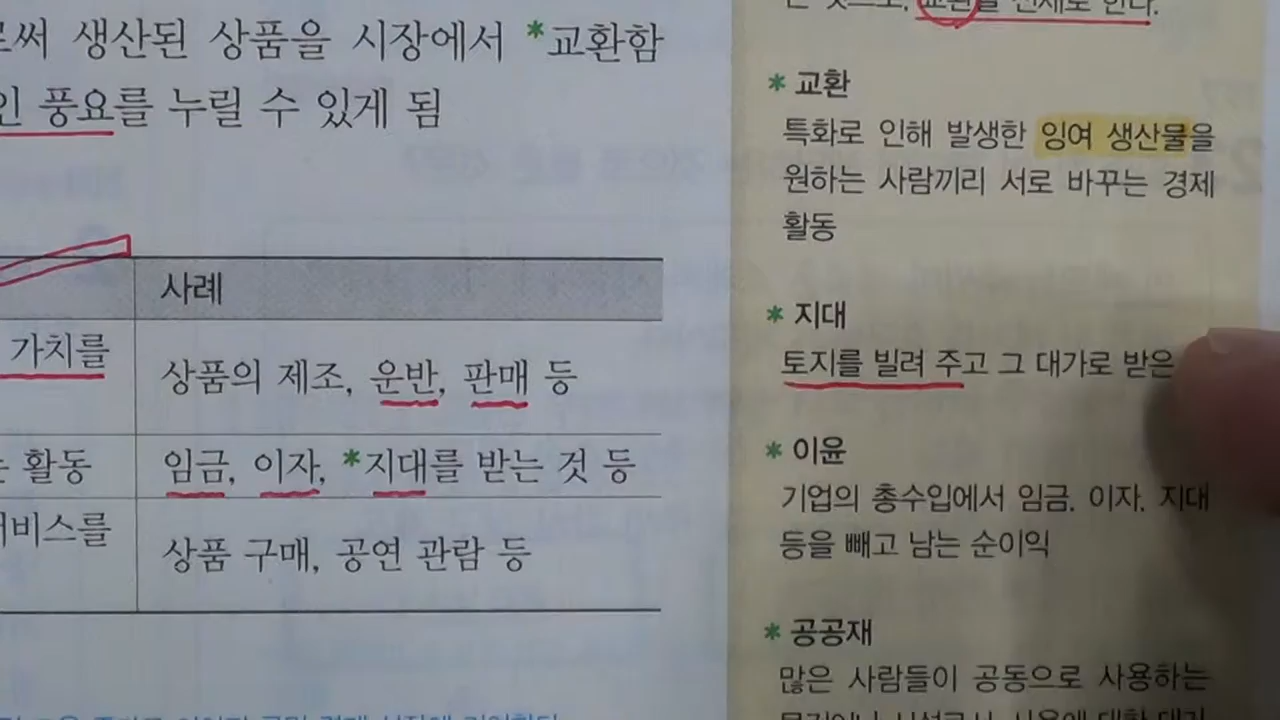 생산된 상품을 시장에서 *교환함
풍요를 누릴 수 있게 됨
사례
가치를
상품의 제조, 운반, 판매 등
활동
임금, 이자, *지대를 받는 것 등
상품 구매, 공연 관람 등
* 교환
특화로 인해 발생한 잉여 생산물을
원하는 사람끼리 서로 바꾸는 경제
활동
* 지대
토지를 빌려 주고 그 대가로 받은
* 이윤
기업의 총수입에서 임금, 이자, 지대
등을 빼고 남는 순이익
* 공공재
많은 사람들이 공동으로 사용하는